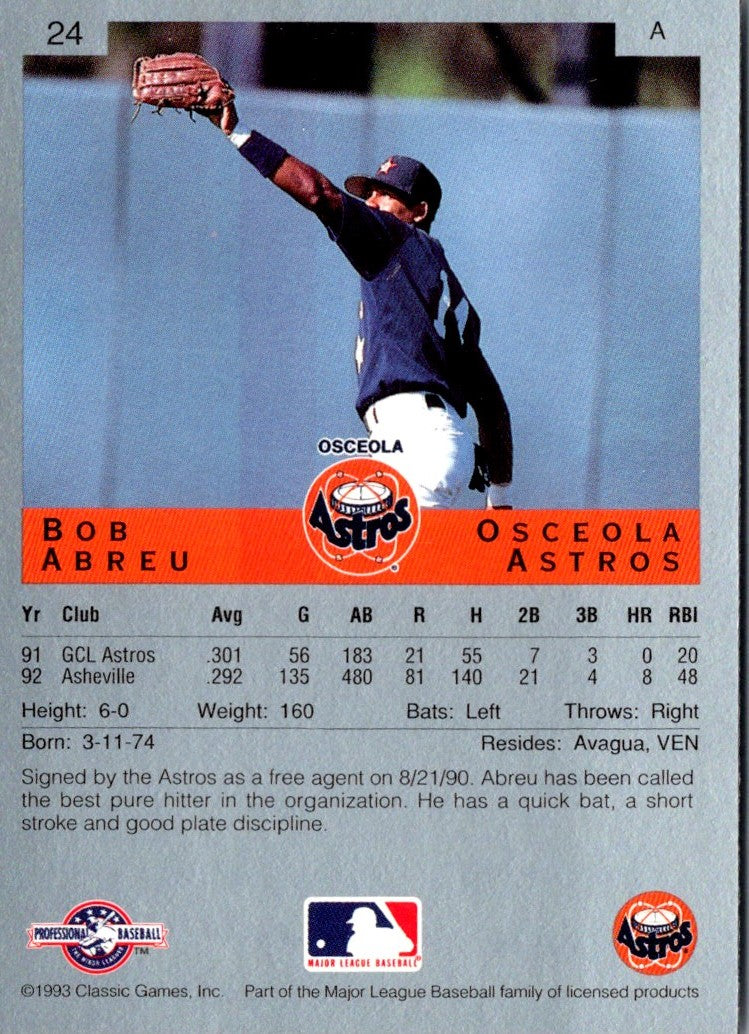 24 A
OSCEOLA
Astros
BOB ABREU
OSCEOLA ASTROS
Yr Club Avg G AB R H 2B 3B HR RBI
91 GCL Astros .301 56 183 21 55 7 3 0 20
92 Asheville .292 135 480 81 140 21 4 8 48
Height: 6-0 Weight: 160 Bats: Left Throws: Right
Born: 3-11-74 Resides: Avagua, VEN
Signed by the Astros as a free agent on 8/21/90. Abreu has been called
the best pure hitter in the organization. He has a quick bat, a short
stroke and good plate discipline.
PROFESSIONAL BASEBALL
THE MINOR LEAGUES
TM
MAJOR LEAGUE BASEBALL
Astros
©1993 Classic Games, Inc. Part of the Major League Baseball family of licensed products